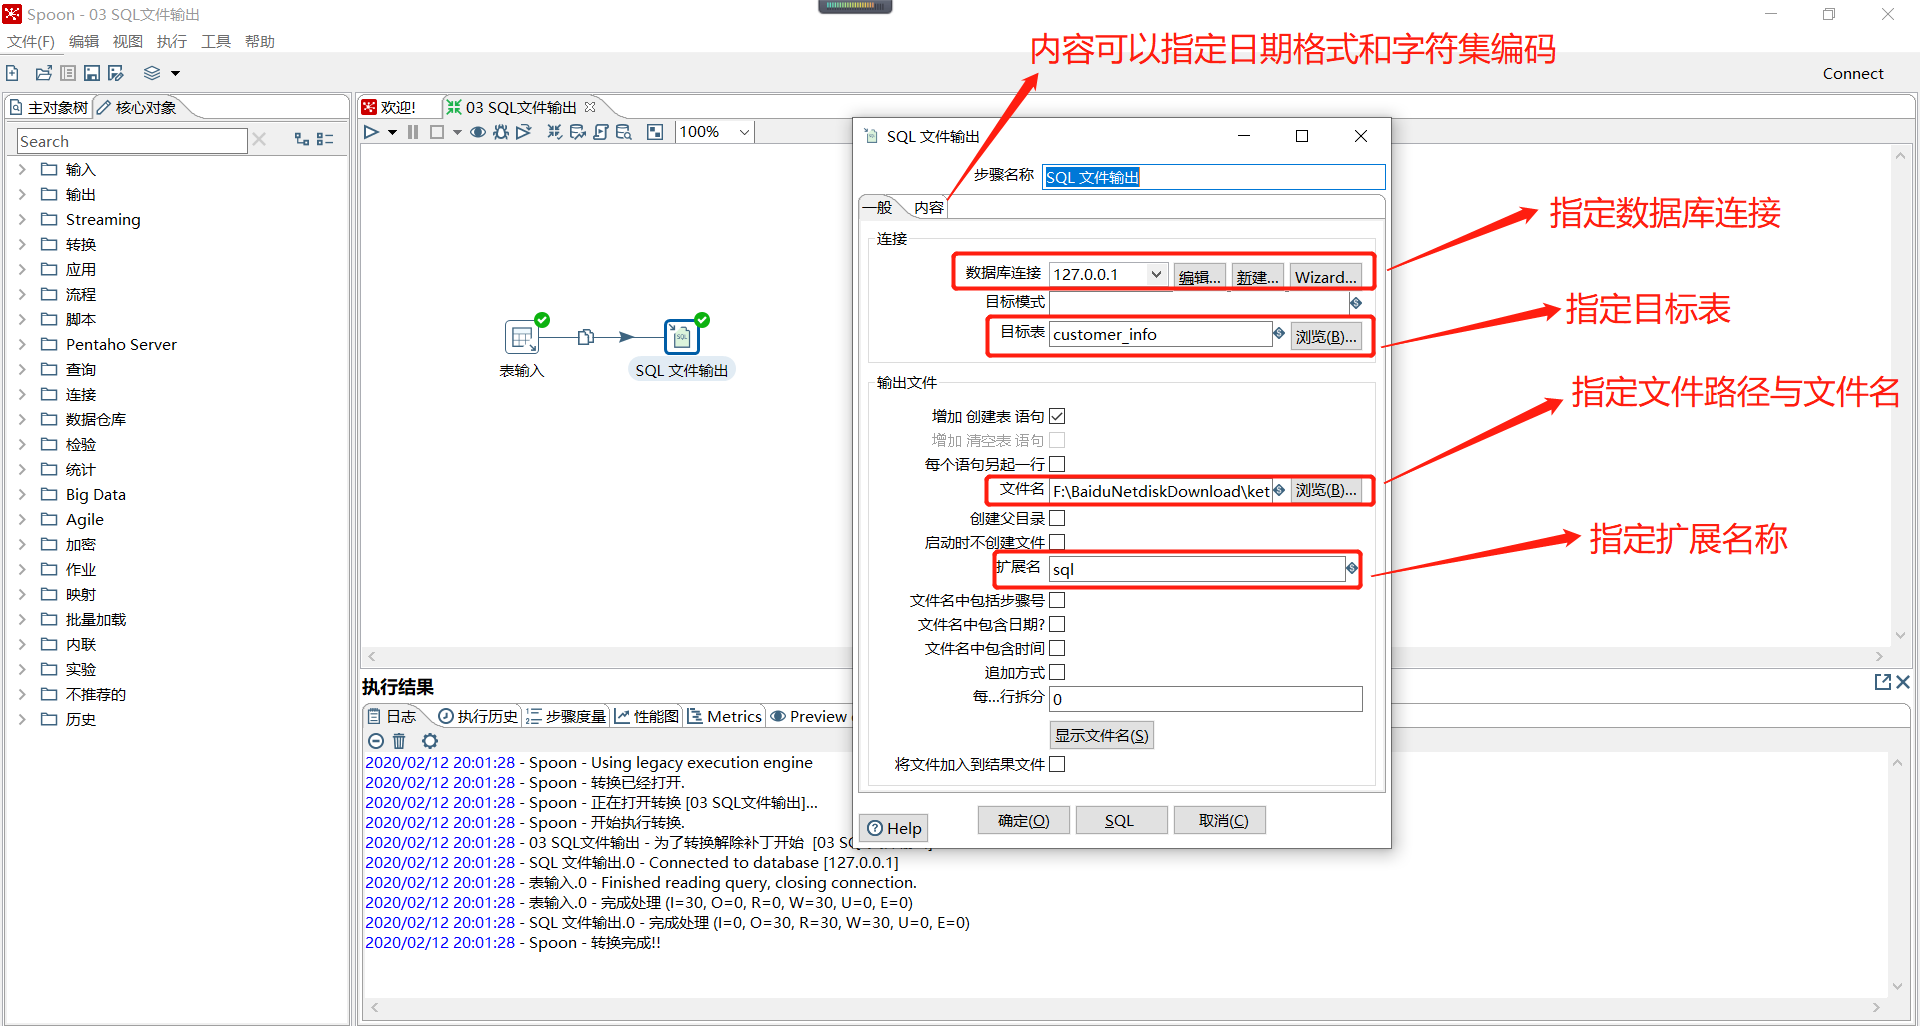 Spoon - 03 SQL文件输出
文件(F) 编辑 视图 执行 工具 帮助
Connect
主对象树 核心对象
Search
输入
输出
Streaming
转换
应用
流程
脚本
Pentaho Server
查询
连接
数据仓库
检验
统计
Big Data
Agile
加密
作业
映射
批量加载
内联
实验
不推荐的
历史
欢迎! 03 SQL文件输出
100%
表输入
SQL 文件输出
SQL 文件输出
步骤名称 SQL 文件输出
一般 内容
连接
数据库连接 127.0.0.1 编辑... 新建... Wizard...
目标模式
目标表 customer_info 浏览(B)...
输出文件
增加 创建表 语句
增加 清空表 语句
每个语句另起一行
文件名 F:\BaiduNetdiskDownload\ket 浏览(B)...
创建父目录
启动时不创建文件
扩展名 sql
文件名中包括步骤号
文件名中包含日期?
文件名中包含时间
追加方式
每...行拆分 0
显示文件名(S)
将文件加入到结果文件
Help 确定(O) SQL 取消(C)
内容可以指定日期格式和字符集编码
指定数据库连接
指定目标表
指定文件路径与文件名
指定扩展名称
执行结果
日志 执行历史 步骤度量 性能图 Metrics Preview
2020/02/12 20:01:28 - Spoon - Using legacy execution engine
2020/02/12 20:01:28 - Spoon - 转换已经打开.
2020/02/12 20:01:28 - Spoon - 正在打开转换 [03 SQL文件输出]...
2020/02/12 20:01:28 - Spoon - 开始执行转换.
2020/02/12 20:01:28 - 03 SQL文件输出 - 为了转换解除补丁开始 [03 SQ
2020/02/12 20:01:28 - SQL 文件输出.0 - Connected to database [127.0.0.1]
2020/02/12 20:01:28 - 表输入.0 - Finished reading query, closing connection.
2020/02/12 20:01:28 - 表输入.0 - 完成处理 (I=30, O=0, R=0, W=30, U=0, E=0)
2020/02/12 20:01:28 - SQL 文件输出.0 - 完成处理 (I=0, O=30, R=30, W=30, U=0, E=0)
2020/02/12 20:01:28 - Spoon - 转换完成!!